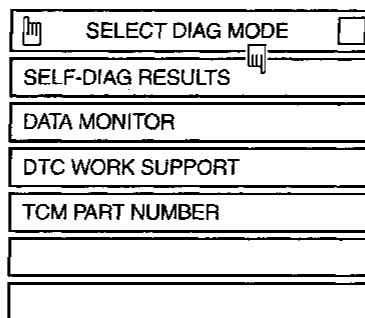 SELECT DIAG MODE
SELF-DIAG RESULTS
DATA MONITOR
DTC WORK SUPPORT
TCM PART NUMBER